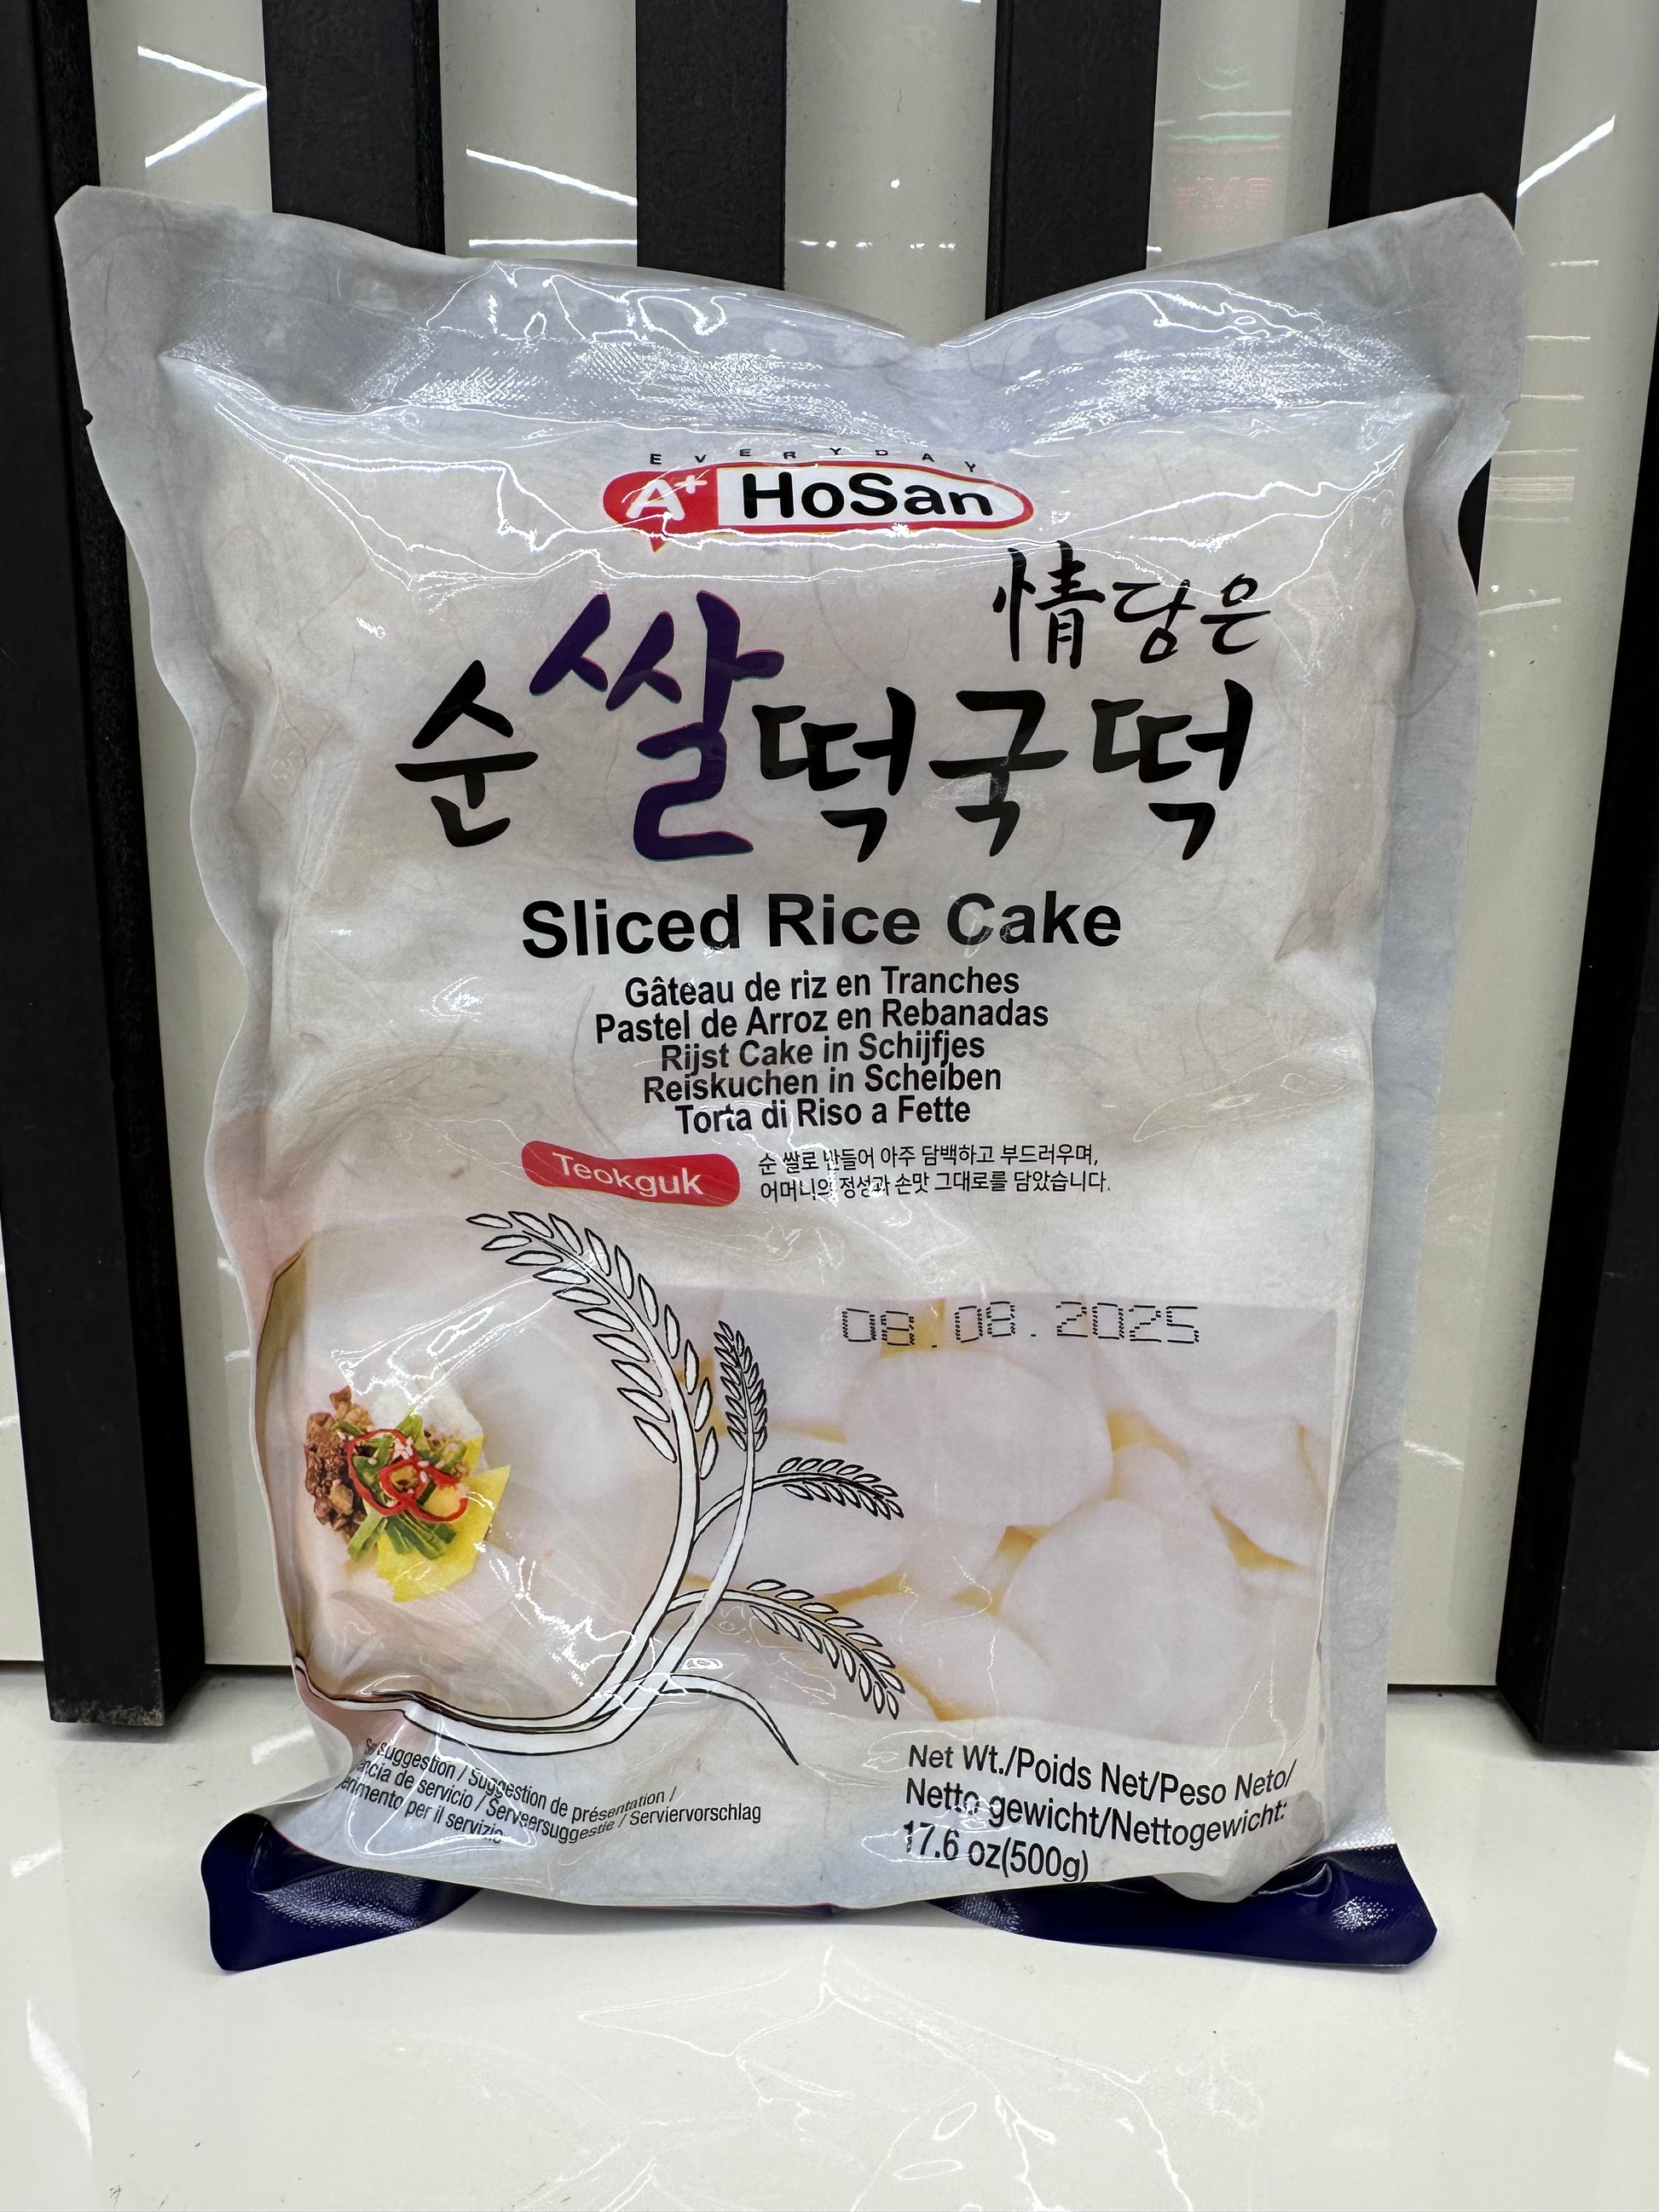 EVERYDAY
A+ HoSan
情담은
순쌀떡국떡
Sliced Rice Cake
Gâteau de riz en Tranches
Pastel de Arroz en Rebanadas
Rijst Cake in Schijfjes
Reiskuchen in Scheiben
Torta di Riso a Fette
Teokguk
순 쌀로 만들어 아주 담백하고 부드러우며,
어머니의 정성과 손맛 그대로를 담았습니다.
08.08.2025
suggestion / Suggestion de présentation /
de servicio / Serveersuggestie / Serviervorschlag
per il servizio
Net Wt./Poids Net/Peso Neto/
Netto gewicht/Nettogewicht:
17.6 oz(500g)